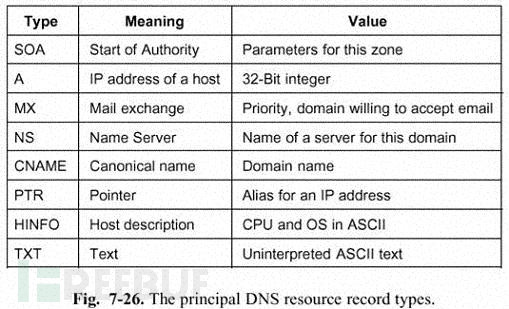 Type Meaning Value
SOA Start of Authority Parameters for this zone
A IP address of a host 32-Bit integer
MX Mail exchange Priority, domain willing to accept email
NS Name Server Name of a server for this domain
CNAME Canonical name Domain name
PTR Pointer Alias for an IP address
HINFO Host description CPU and OS in ASCII
TXT Text Uninterpreted ASCII text
FREEBUF
Fig. 7-26. The principal DNS resource record types.